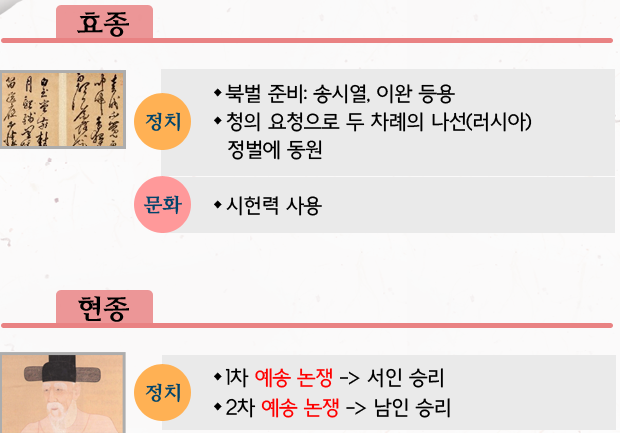 효종
정치
◆ 북벌 준비: 송시열, 이완 등용
◆ 청의 요청으로 두 차례의 나선(러시아)
정벌에 동원
문화
◆ 시헌력 사용
현종
정치
◆ 1차 예송 논쟁 -> 서인 승리
◆ 2차 예송 논쟁 -> 남인 승리